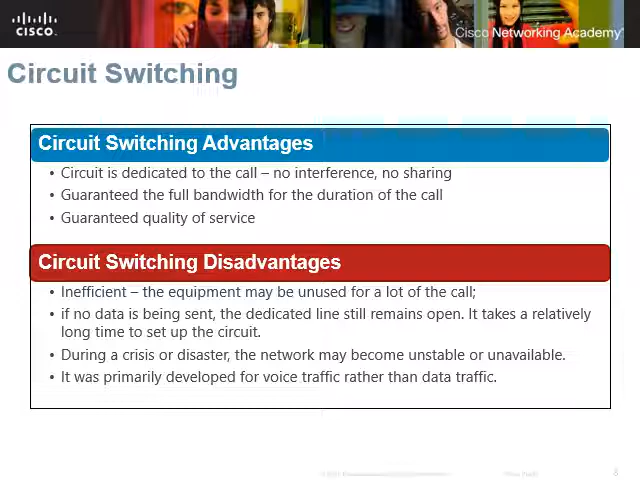 CISCO.
Cisco Networking Academy
Circuit Switching
Circuit Switching Advantages
• Circuit is dedicated to the call – no interference, no sharing
• Guaranteed the full bandwidth for the duration of the call
• Guaranteed quality of service
Circuit Switching Disadvantages
• Inefficient – the equipment may be unused for a lot of the call;
• if no data is being sent, the dedicated line still remains open. It takes a relatively
long time to set up the circuit.
• During a crisis or disaster, the network may become unstable or unavailable.
• It was primarily developed for voice traffic rather than data traffic.
8